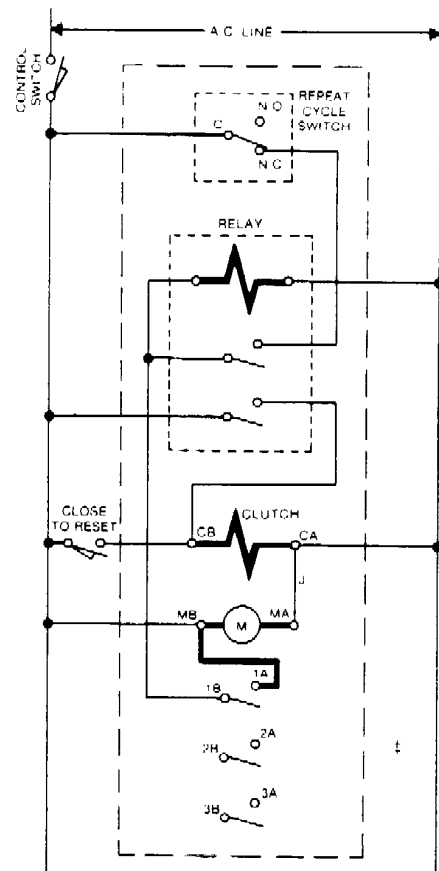 A.C. LINE
CONTROL
SWITCH
N.O.
REPEAT
CYCLE
SWITCH
C
N.C.
RELAY
CLOSE
TO RESET
CLUTCH
CB
CA
J
MB
M
MA
1A
1B
2A
2B
‡
3A
3B